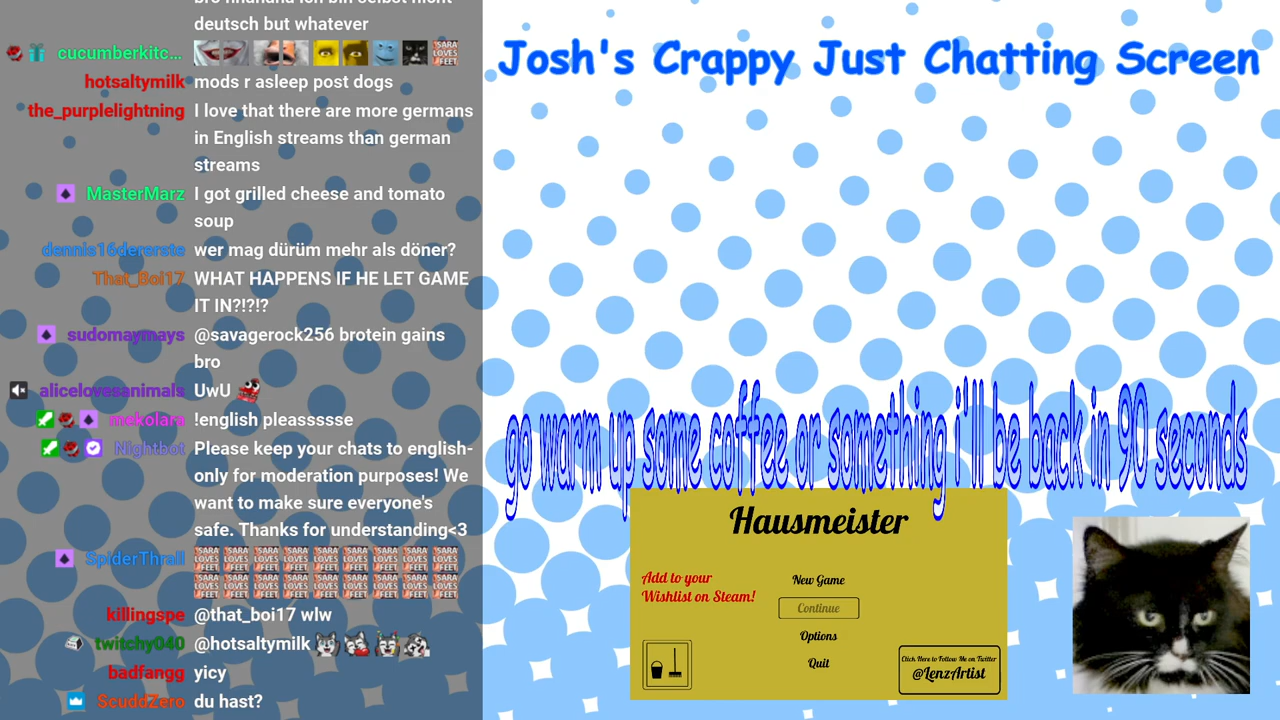 deutsch but whatever
cucumberkitc...
hotsaltymilk mods r asleep post dogs
the_purplelightning I love that there are more germans
in English streams than german
streams
MasterMarz I got grilled cheese and tomato
soup
dennis16dererste wer mag dürüm mehr als döner?
That_Boi17 WHAT HAPPENS IF HE LET GAME
IT IN?!?!?
sudomaymays @savagerock256 brotein gains
bro
alicelovesanimals UwU
mekolara !english pleassssse
Nightbot Please keep your chats to english-
only for moderation purposes! We
want to make sure everyone's
safe. Thanks for understanding<3
SpiderThrall
killingspe @that_boi17 wlw
twitchy040 @hotsaltymilk
badfangg yicy
ScuddZero du hast?
Josh's Crappy Just Chatting Screen
go warm up some coffee or something i'll be back in 90 seconds
Hausmeister
Add to your
Wishlist on Steam!
New Game
Continue
Options
Quit
Click Here to Follow Me on Twitter
@LenzArtist